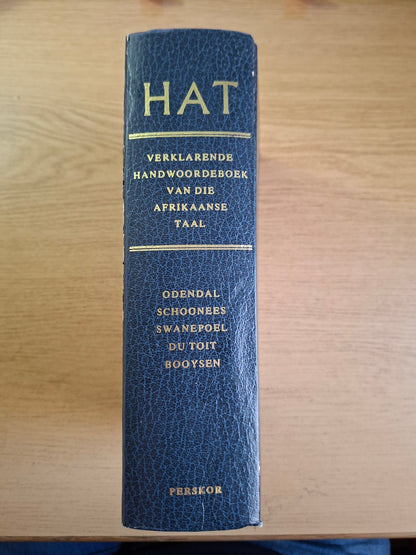 HAT
VERKLARENDE
HANDWOORDEBOEK
VAN DIE
AFRIKAANSE
TAAL
ODENDAL
SCHOONEES
SWANEPOEL
DU TOIT
BOOYSEN
PERSKOR